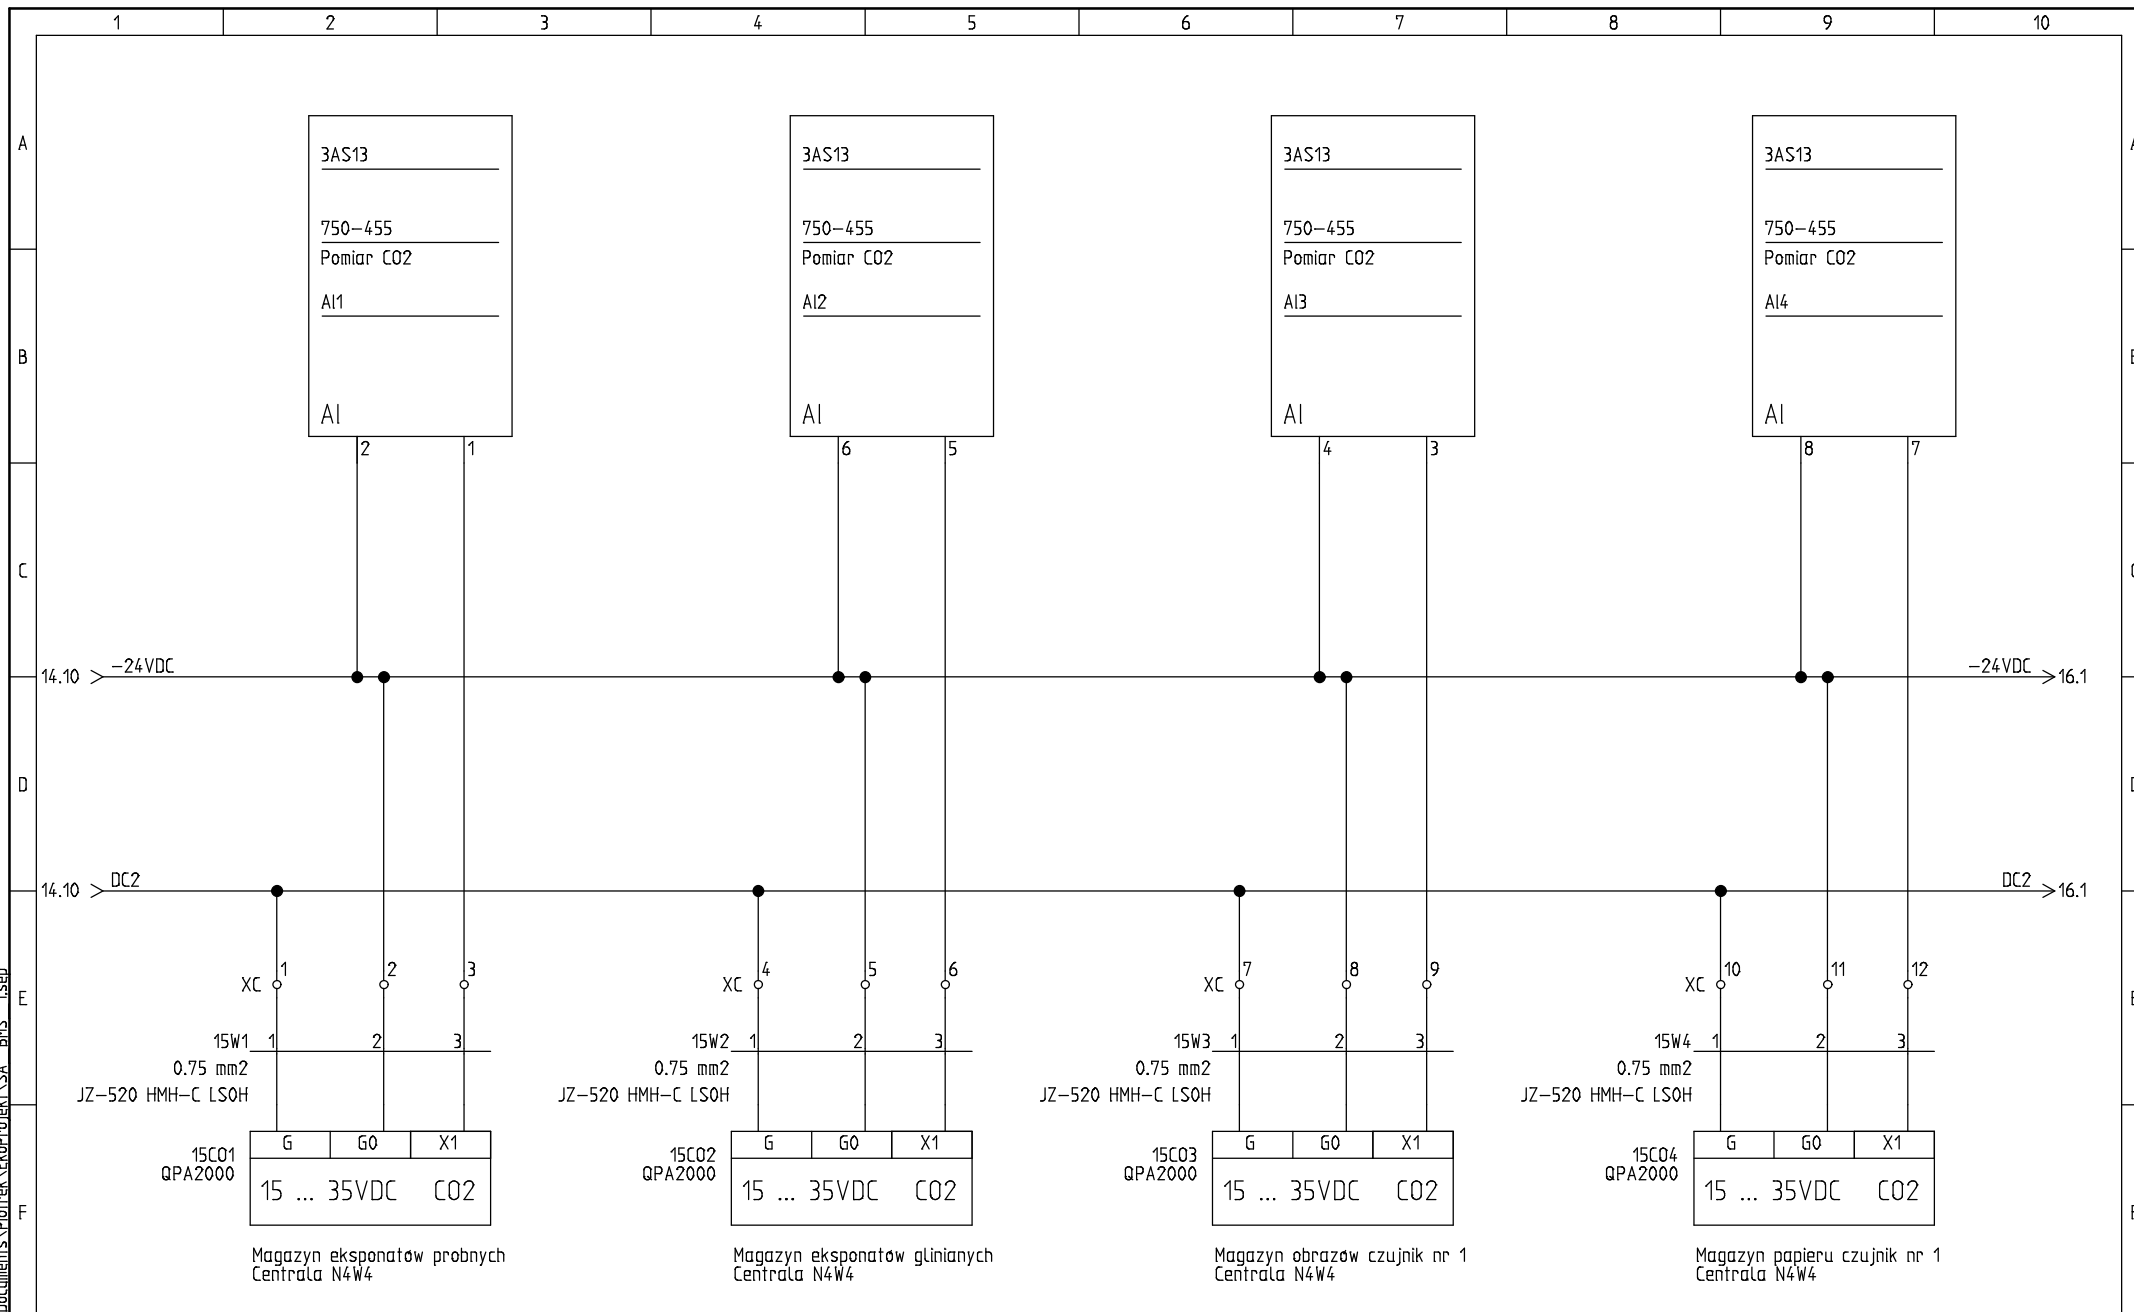 1 2 3 4 5 6 7 8 9 10
A
3AS13 3AS13 3AS13 3AS13
750-455 750-455 750-455 750-455
Pomiar CO2 Pomiar CO2 Pomiar CO2 Pomiar CO2
AI1 AI2 AI3 AI4
B
AI AI AI AI
2 1 6 5 4 3 8 7
C
-24VDC -24VDC
14.10 16.1
D
DC2 DC2
14.10 16.1
1 2 3 4 5 6 7 8 9 10 11 12
XC XC XC XC
E
15W1 1 2 3 15W2 1 2 3 15W3 1 2 3 15W4 1 2 3
0.75 mm2 0.75 mm2 0.75 mm2 0.75 mm2
JZ-520 HMH-C LSOH JZ-520 HMH-C LSOH JZ-520 HMH-C LSOH JZ-520 HMH-C LSOH
G G0 X1 G G0 X1 G G0 X1 G G0 X1
15CO1 15CO2 15CO3 15CO4
QPA2000 QPA2000 QPA2000 QPA2000
15 ... 35VDC CO2 15 ... 35VDC CO2 15 ... 35VDC CO2 15 ... 35VDC CO2
F
Magazyn eksponatów probnych Magazyn eksponatów glinianych Magazyn obrazów czujnik nr 1 Magazyn papieru czujnik nr 1
Centrala N4W4 Centrala N4W4 Centrala N4W4 Centrala N4W4